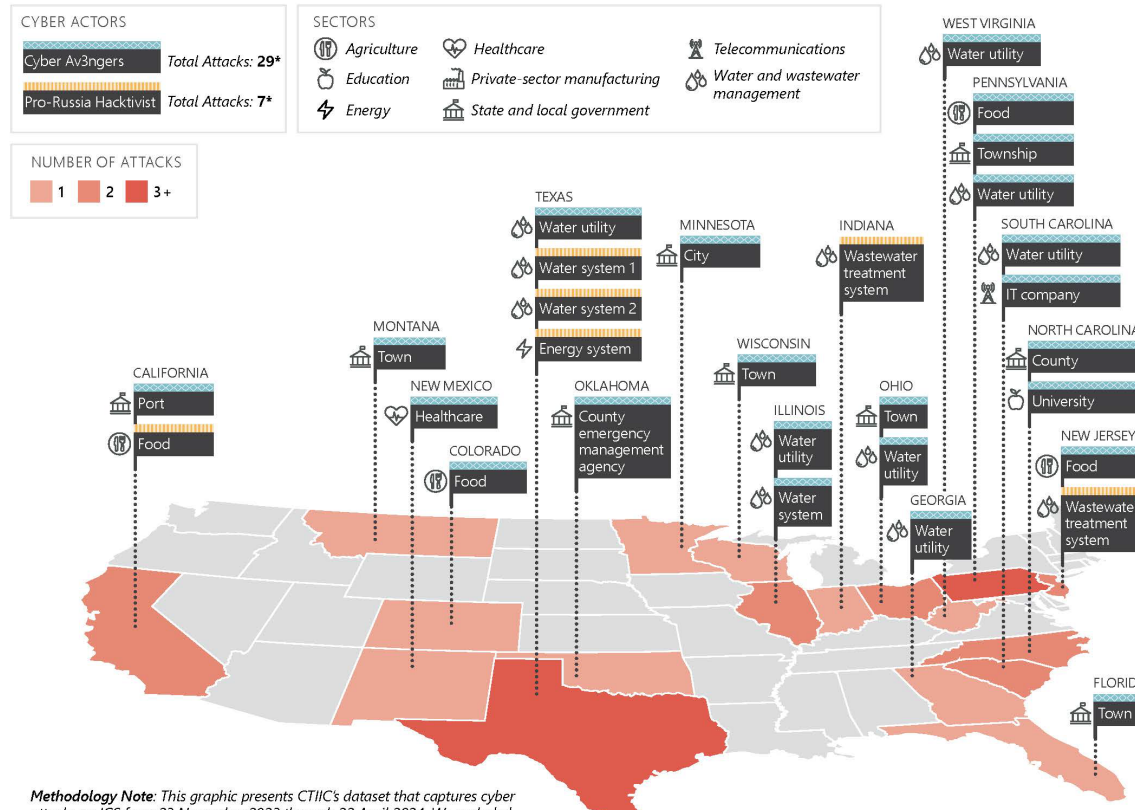 CYBER ACTORS
Cyber Av3ngers
Total Attacks: 29*
Pro-Russia Hacktivist
Total Attacks: 7*
SECTORS
Agriculture
Education
Energy
Healthcare
Private-sector manufacturing
State and local government
Telecommunications
Water and wastewater
management
NUMBER OF ATTACKS
1
2
3+
CALIFORNIA
Port
Food
MONTANA
Town
NEW MEXICO
Healthcare
COLORADO
Food
TEXAS
Water utility
Water system 1
Water system 2
Energy system
OKLAHOMA
County
emergency
management
agency
MINNESOTA
City
WISCONSIN
Town
ILLINOIS
Water
utility
Water
system
INDIANA
Wastewater
treatment
system
OHIO
Town
Water
utility
GEORGIA
Water
utility
WEST VIRGINIA
Water utility
PENNSYLVANIA
Food
Township
Water utility
SOUTH CAROLINA
Water utility
IT company
NORTH CAROLINA
County
University
NEW JERSEY
Food
Wastewate
treatment
system
FLORID
Town
Methodology Note: This graphic presents CTIIC's dataset that captures cyber